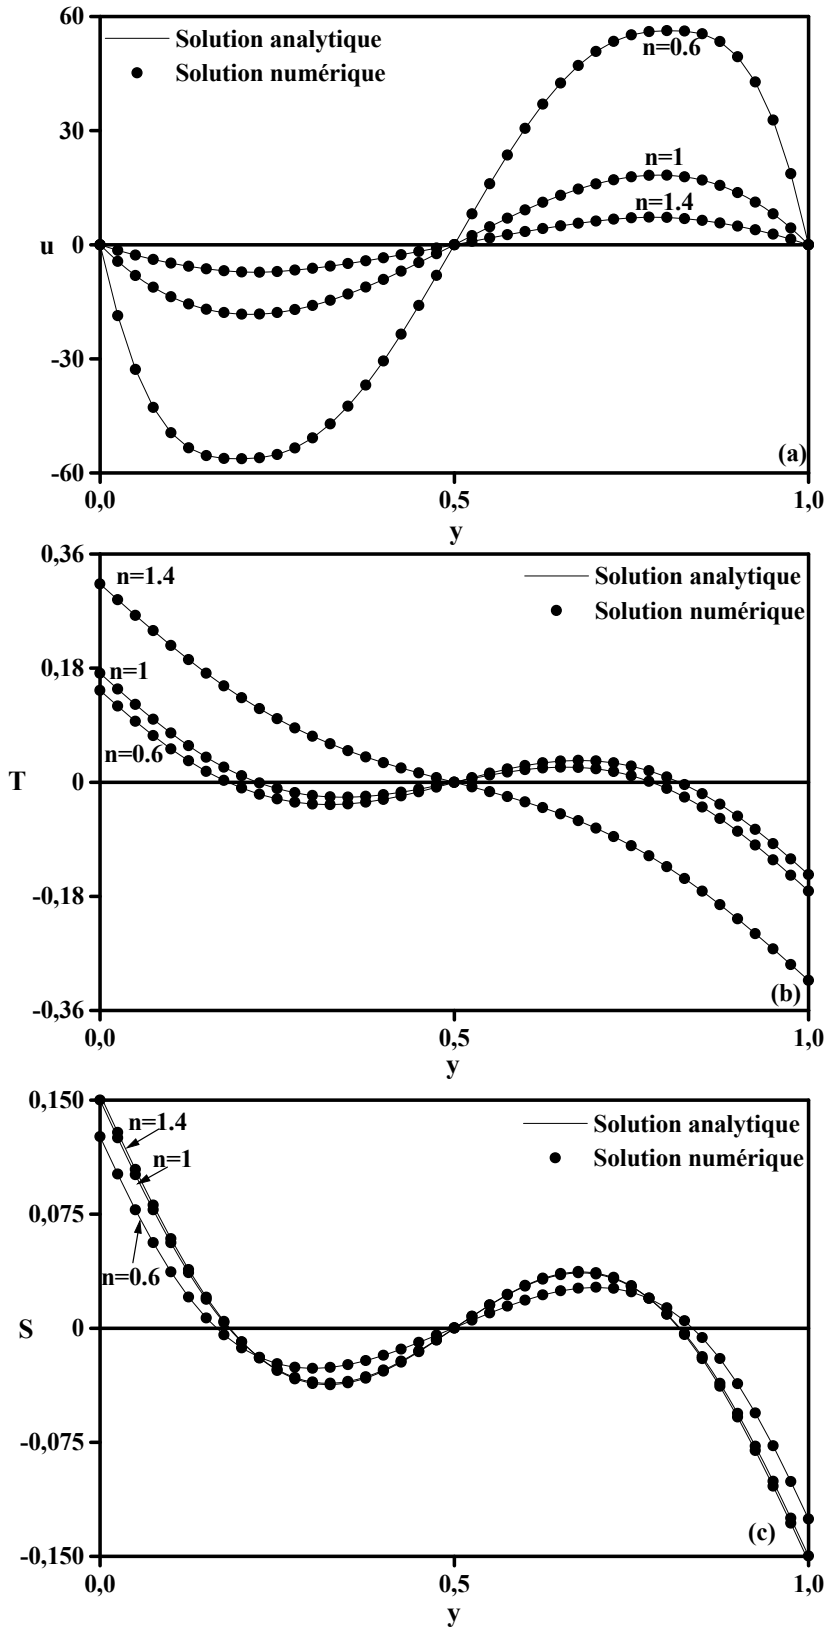 60
Solution analytique
Solution numérique
n=0.6
30
n=1
n=1.4
u
0
-30
-60
(a)
0,0
0,5
1,0
y
0,36
n=1.4
Solution analytique
Solution numérique
0,18
n=1
n=0.6
T
0
-0,18
-0,36
(b)
0,0
0,5
1,0
y
0,150
n=1.4
Solution analytique
n=1
Solution numérique
0,075
n=0.6
S
0
-0,075
-0,150
(c)
0,0
0,5
1,0
y